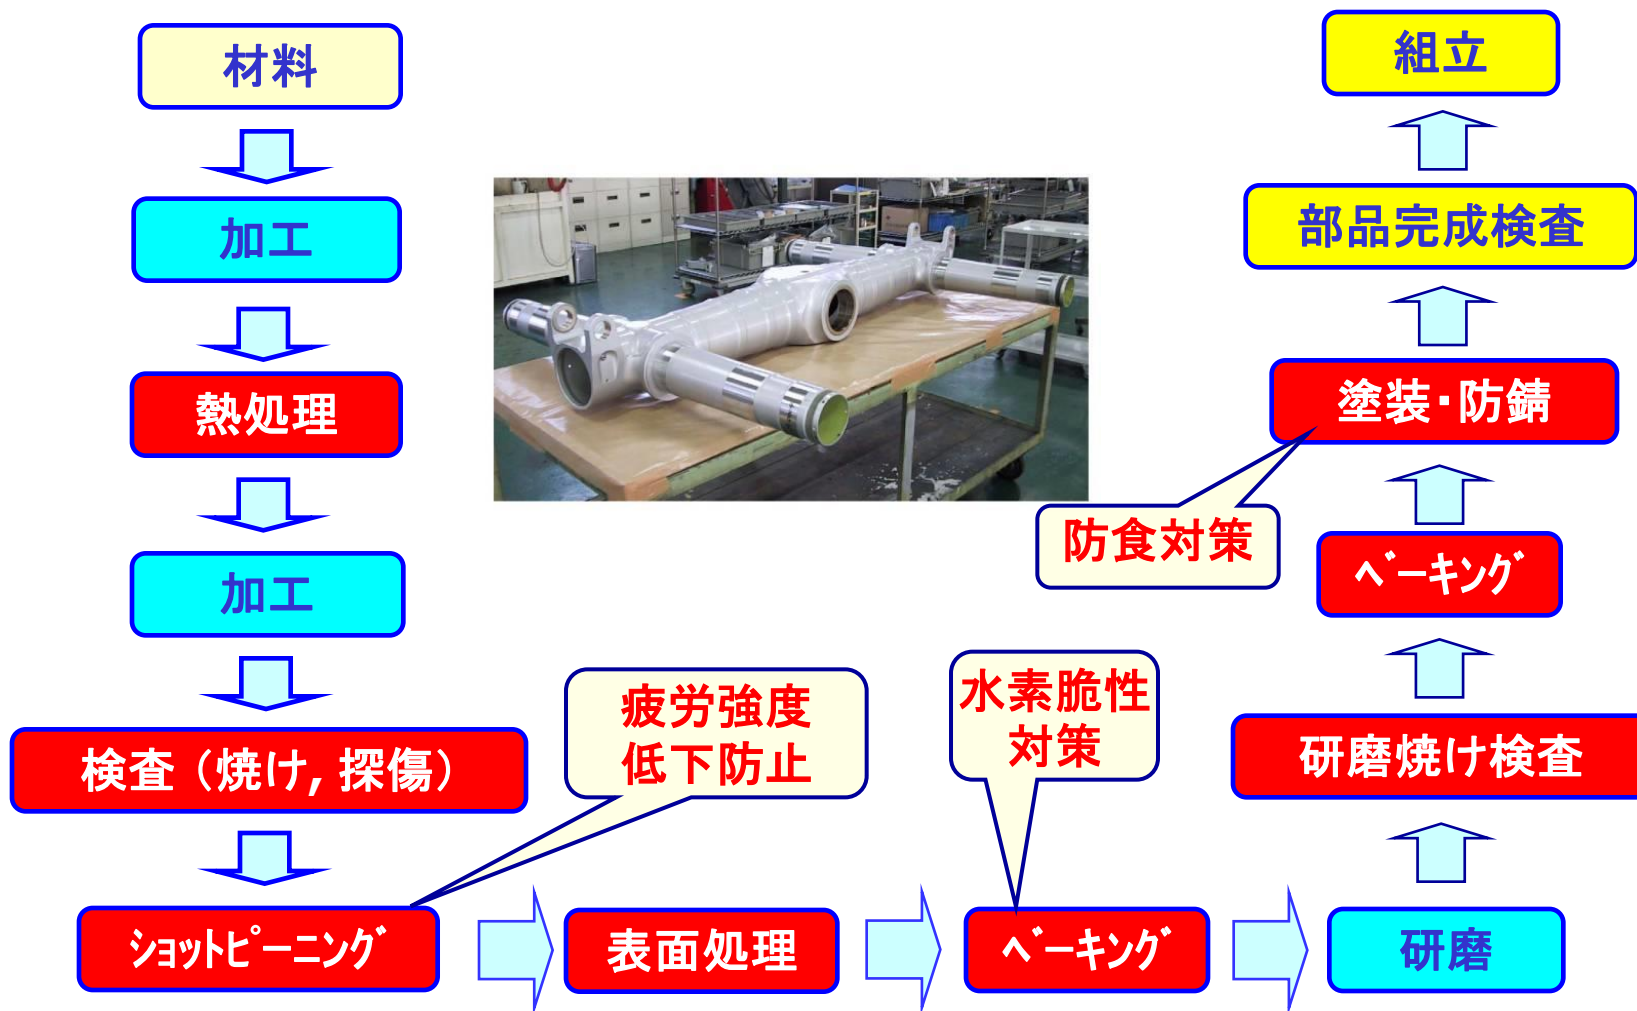 材料
加工
熱処理
加工
検査（焼け,探傷）
ｼｮｯﾄﾋﾟｰﾆﾝｸﾞ
疲労強度
低下防止
表面処理
水素脆性
対策
ﾍﾞｰｷﾝｸﾞ
研磨
研磨焼け検査
ﾍﾞｰｷﾝｸﾞ
防食対策
塗装・防錆
部品完成検査
組立